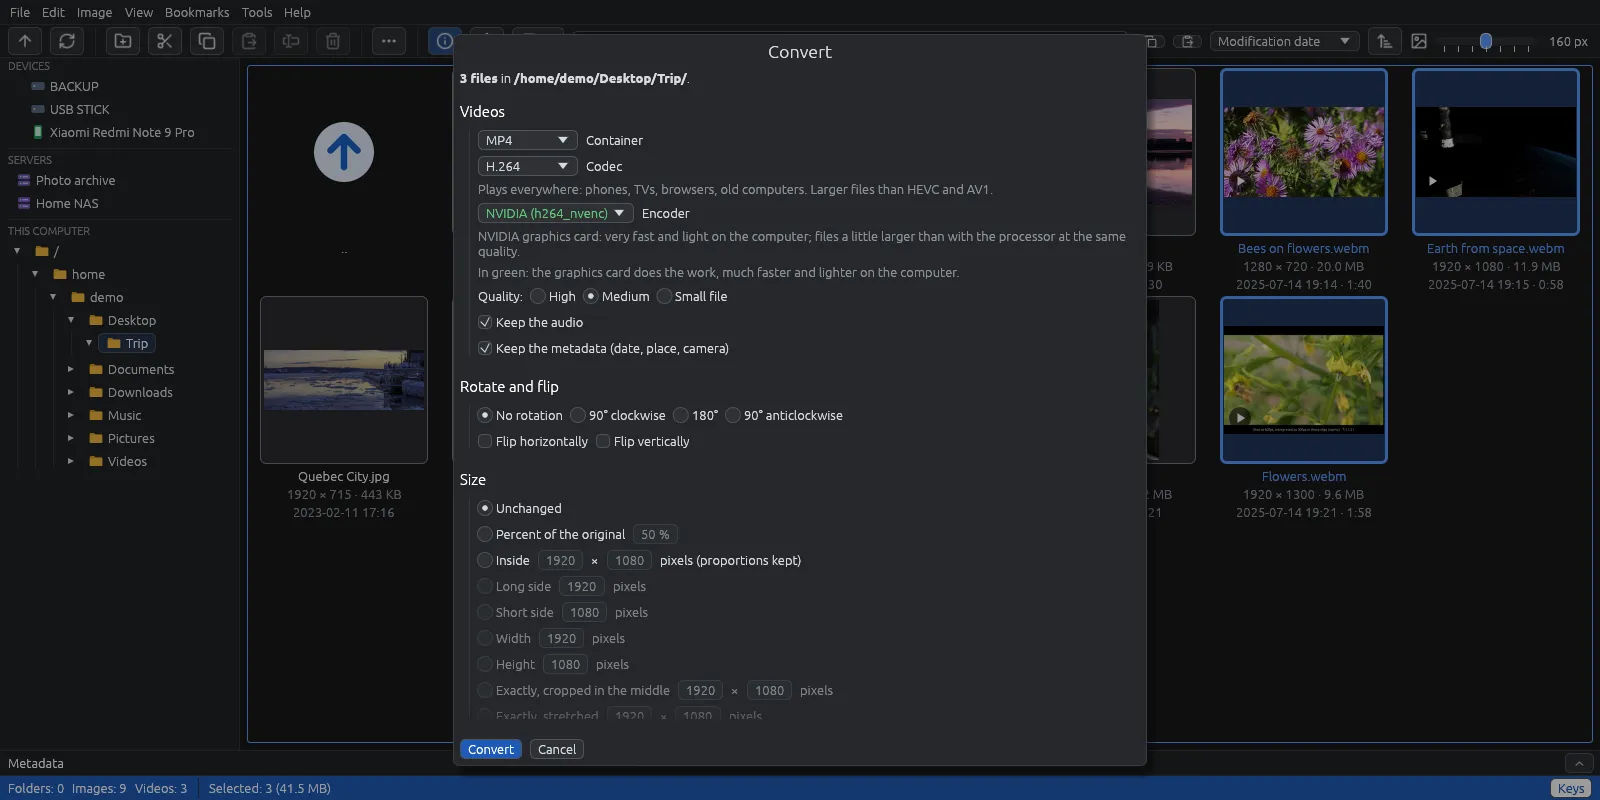 File Edit Image View Bookmarks Tools Help
Modification date
160 px
DEVICES
BACKUP
USB STICK
Xiaomi Redmi Note 9 Pro
SERVERS
Photo archive
Home NAS
THIS COMPUTER
/
home
demo
Desktop
Trip
Documents
Downloads
Music
Pictures
Videos
..
Quebec City.jpg
1920 × 715 · 443 KB
2023-02-11 17:16
Convert
3 files in /home/demo/Desktop/Trip/.
Videos
MP4 Container
H.264 Codec
Plays everywhere: phones, TVs, browsers, old computers. Larger files than HEVC and AV1.
NVIDIA (h264_nvenc) Encoder
NVIDIA graphics card: very fast and light on the computer; files a little larger than with the processor at the same
quality.
In green: the graphics card does the work, much faster and lighter on the computer.
Quality: High Medium Small file
Keep the audio
Keep the metadata (date, place, camera)
Rotate and flip
No rotation 90° clockwise 180° 90° anticlockwise
Flip horizontally Flip vertically
Size
Unchanged
Percent of the original 50 %
Inside 1920 × 1080 pixels (proportions kept)
Long side 1920 pixels
Short side 1080 pixels
Width 1920 pixels
Height 1080 pixels
Exactly, cropped in the middle 1920 × 1080 pixels
Exactly, stretched 1920 × 1080 pixels
Convert Cancel
9 KB
30
MB
21
Bees on flowers.webm
1280 × 720 · 20.0 MB
2025-07-14 19:14 · 1:40
Earth from space.webm
1920 × 1080 · 11.9 MB
2025-07-14 19:15 · 0:58
Flowers.webm
1920 × 1300 · 9.6 MB
2025-07-14 19:21 · 1:58
Metadata
Folders: 0 Images: 9 Videos: 3 Selected: 3 (41.5 MB)
Keys